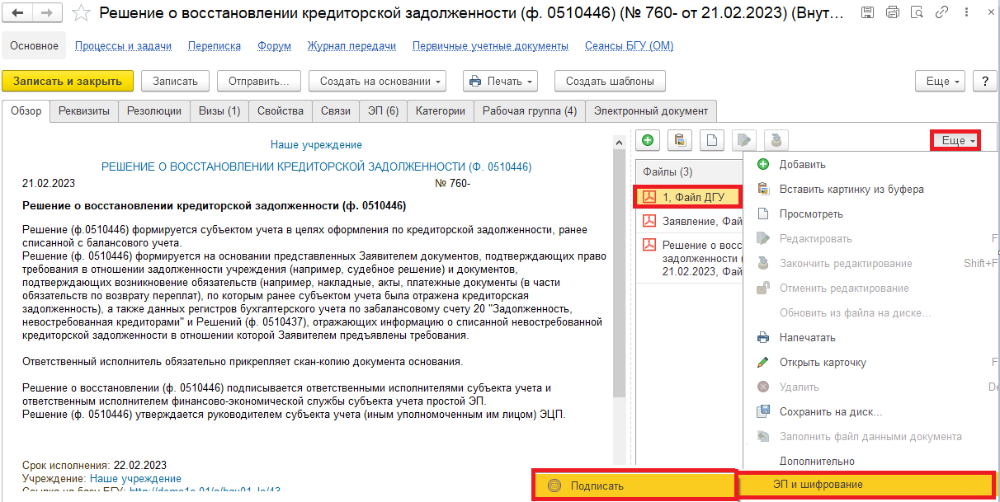 Решение о восстановлении кредиторской задолженности (ф. 0510446) (№ 760- от 21.02.2023) (Внут...
Основное Процессы и задачи Переписка Форум Журнал передачи Первичные учетные документы Сеансы БГУ (ОМ)
Записать и закрыть Записать Отправить... Создать на основании Печать Создать шаблоны Еще ?
Обзор Реквизиты Резолюции Визы (1) Свойства Связи ЭП (6) Категории Рабочая группа (4) Электронный документ
Наше учреждение
РЕШЕНИЕ О ВОССТАНОВЛЕНИИ КРЕДИТОРСКОЙ ЗАДОЛЖЕННОСТИ (Ф. 0510446)
21.02.2023 № 760-
Решение о восстановлении кредиторской задолженности (ф. 0510446)
Решение (ф.0510446) формируется субъектом учета в целях оформления по кредиторской задолженности, ранее
списанной с балансового учета.
Решение (ф. 0510446) формируется на основании представленных Заявителем документов, подтверждающих право
требования в отношении задолженности учреждения (например, судебное решение) и документов,
подтверждающих возникновение обязательств (например, накладные, акты, платежные документы (в части
обязательств по возврату переплат), по которым ранее субъектом учета была отражена кредиторская
задолженность), а также данных регистров бухгалтерского учета по забалансовому счету 20 "Задолженность,
невостребованная кредиторами" и Решений (ф. 0510437), отражающих информацию о списанной невостребованной
кредиторской задолженности в отношении которой Заявителем предъявлены требования.
Ответственный исполнитель обязательно прикрепляет скан-копию документа основания.
Решение о восстановлении (ф. 0510446) подписывается ответственными исполнителями субъекта учета и
ответственным исполнителем финансово-экономической службы субъекта учета простой ЭП.
Решение (ф. 0510446) утверждается руководителем субъекта учета (иным уполномоченным им лицом) ЭЦП.
Срок исполнения: 22.02.2023
Учреждение: Наше учреждение
Ссылка на базу БГУ:
Еще
Файлы (3)
1, Файл ДГУ
Заявление, Фай
Решение о восс
задолженности (
21.02.2023, Фай
Добавить
Вставить картинку из буфера
Просмотреть
Редактировать F
Закончить редактирование Shift+F
Отменить редактирование
Обновить из файла на диске...
Напечатать
Открыть карточку F
Удалить De
Сохранить на диск...
Заполнить файл данными документа
Дополнительно
ЭП и шифрование
Подписать